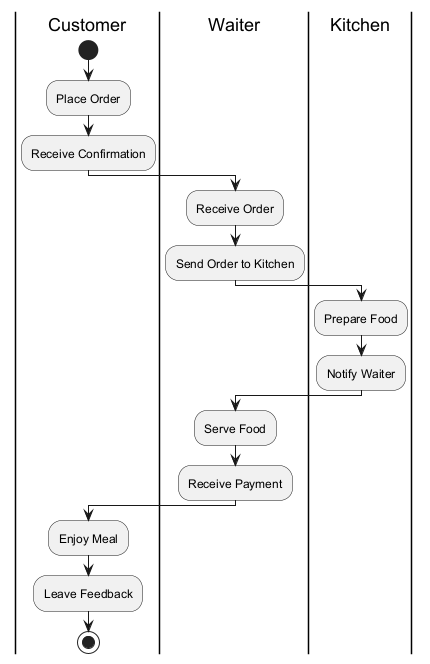 Customer
Waiter
Kitchen
Place Order
Receive Confirmation
Receive Order
Send Order to Kitchen
Prepare Food
Notify Waiter
Serve Food
Receive Payment
Enjoy Meal
Leave Feedback